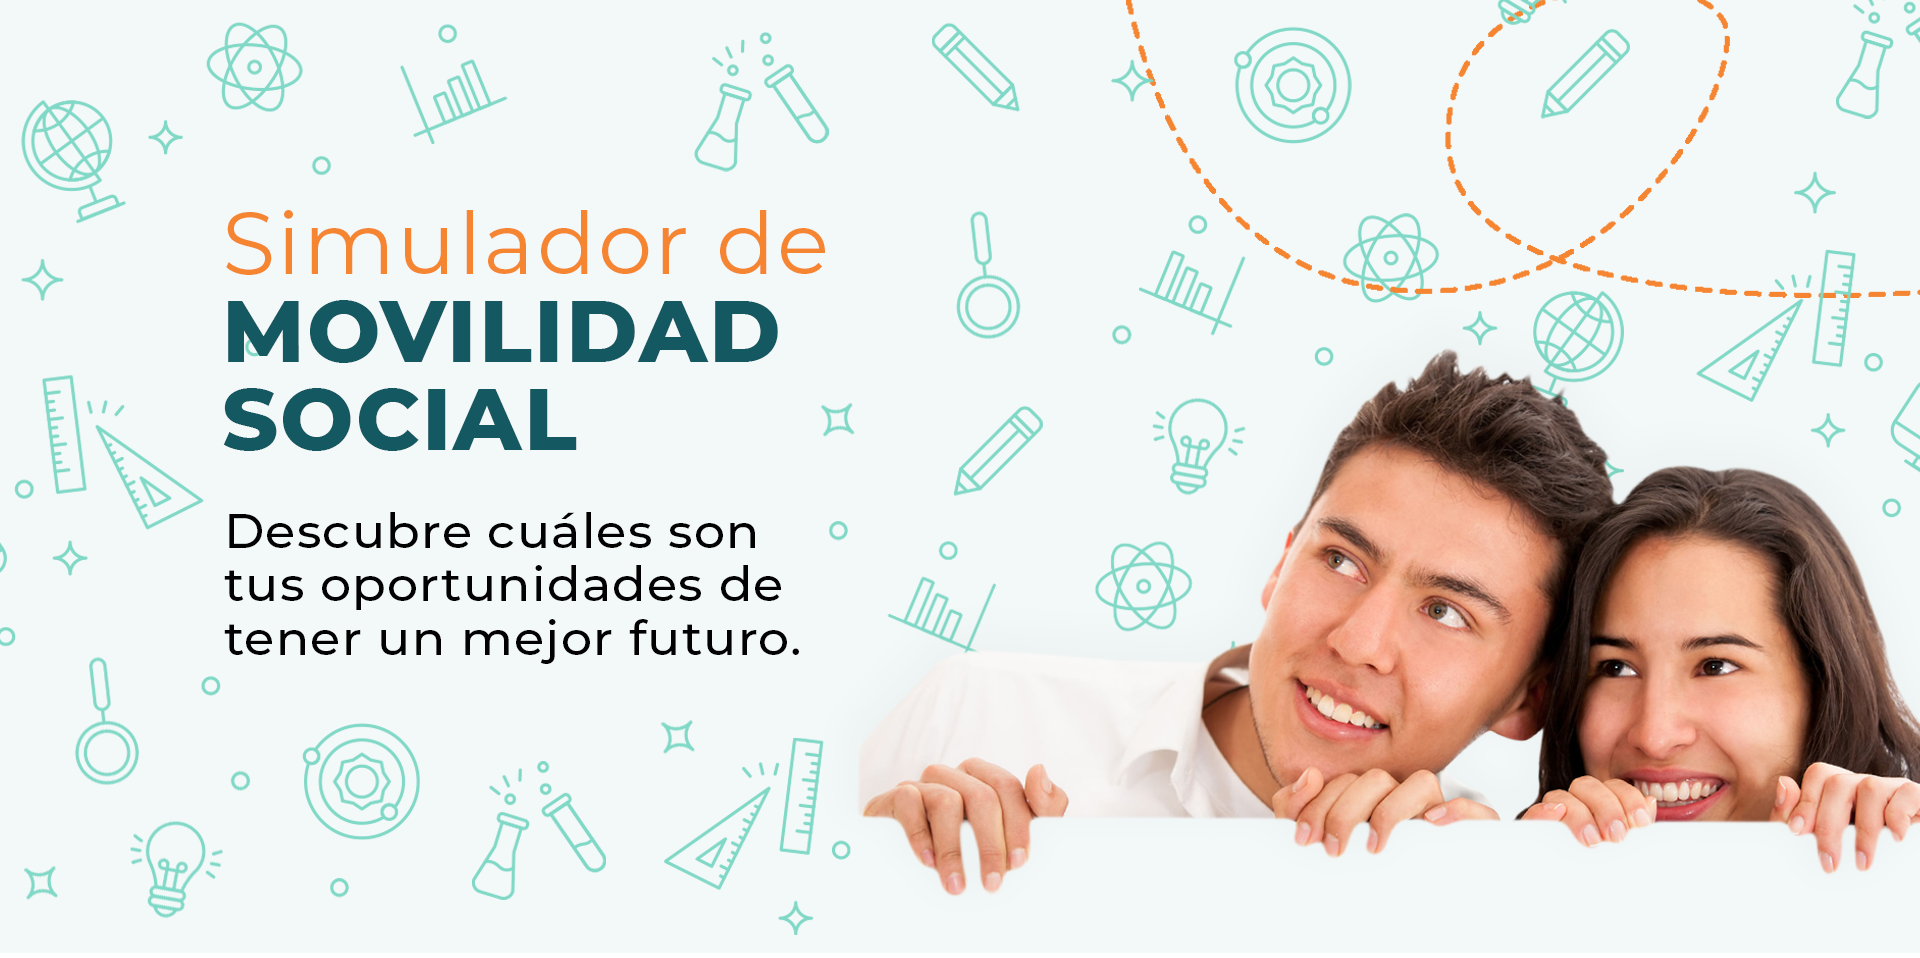 Simulador de
MOVILIDAD
SOCIAL
Descubre cuáles son
tus oportunidades de
tener un mejor futuro.